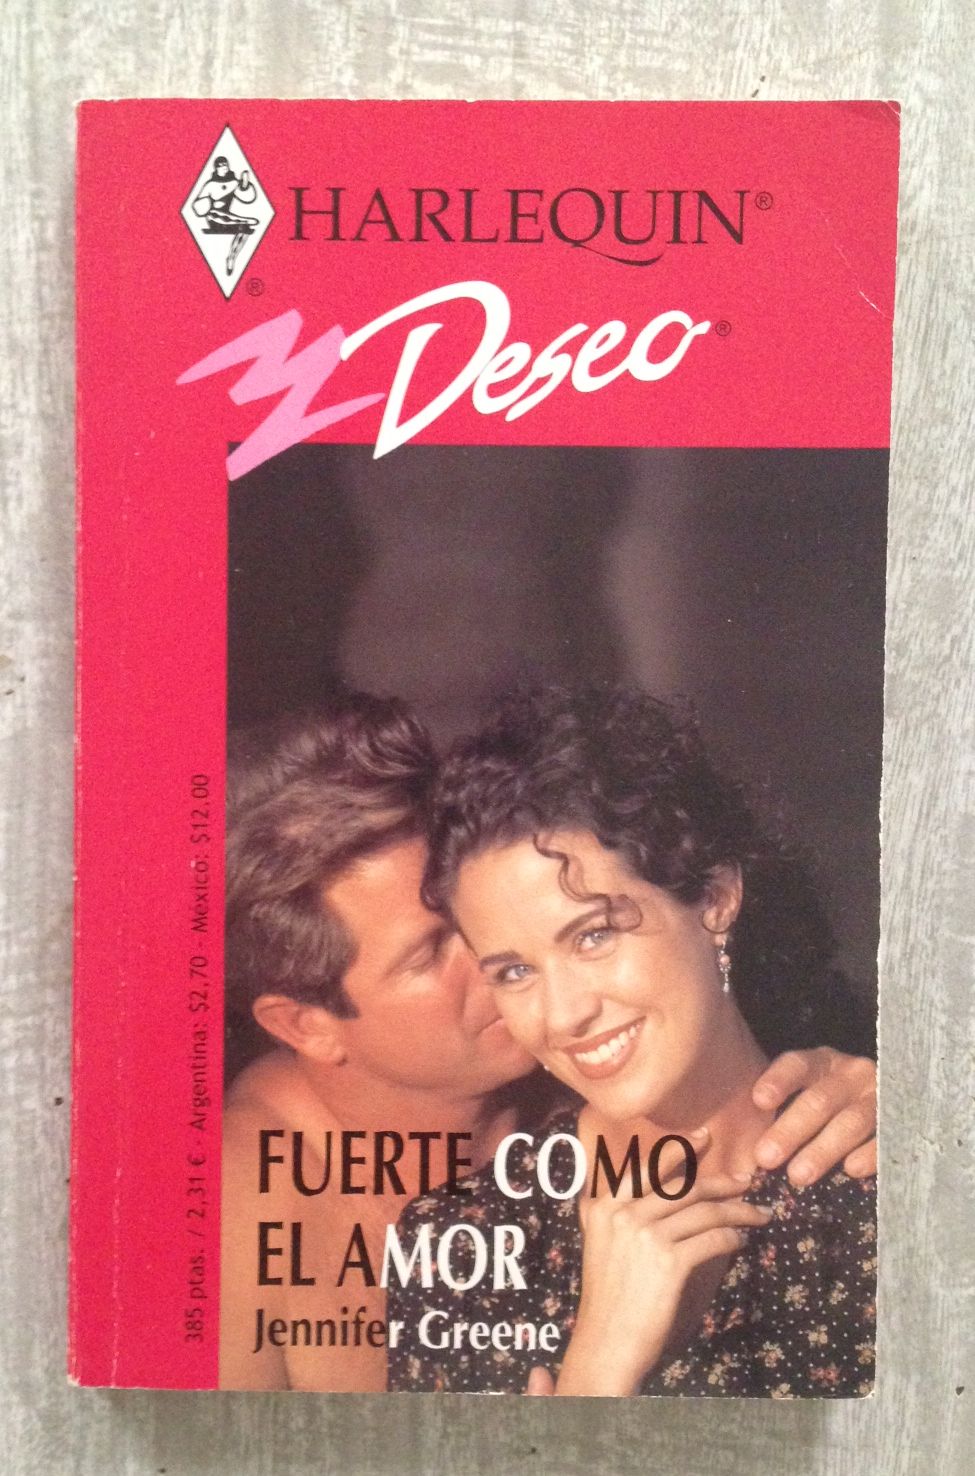 HARLEQUIN®
®
Deseo®
385 ptas. / 2,31 € - Argentina: $2,70 - México: $12,00
FUERTE COMO
EL AMOR
Jennifer Greene